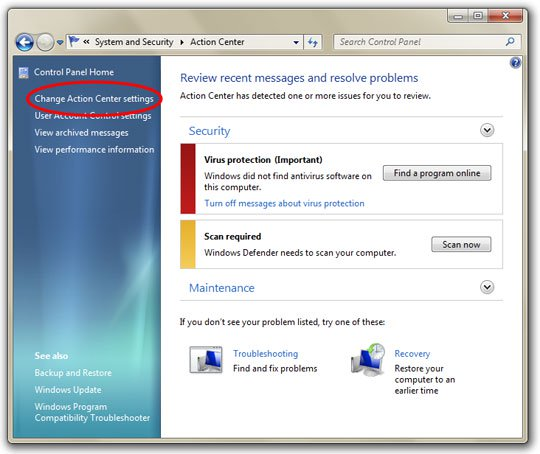 « System and Security ▸ Action Center
Search Control Panel
Control Panel Home
Change Action Center settings
User Account Control settings
View archived messages
View performance information
See also
Backup and Restore
Windows Update
Windows Program
Compatibility Troubleshooter
Review recent messages and resolve problems
Action Center has detected one or more issues for you to review.
Security
Virus protection (Important)
Windows did not find antivirus software on
this computer.
Find a program online
Turn off messages about virus protection
Scan required
Windows Defender needs to scan your computer.
Scan now
Maintenance
If you don't see your problem listed, try one of these:
Troubleshooting
Find and fix problems
Recovery
Restore your
computer to an
earlier time